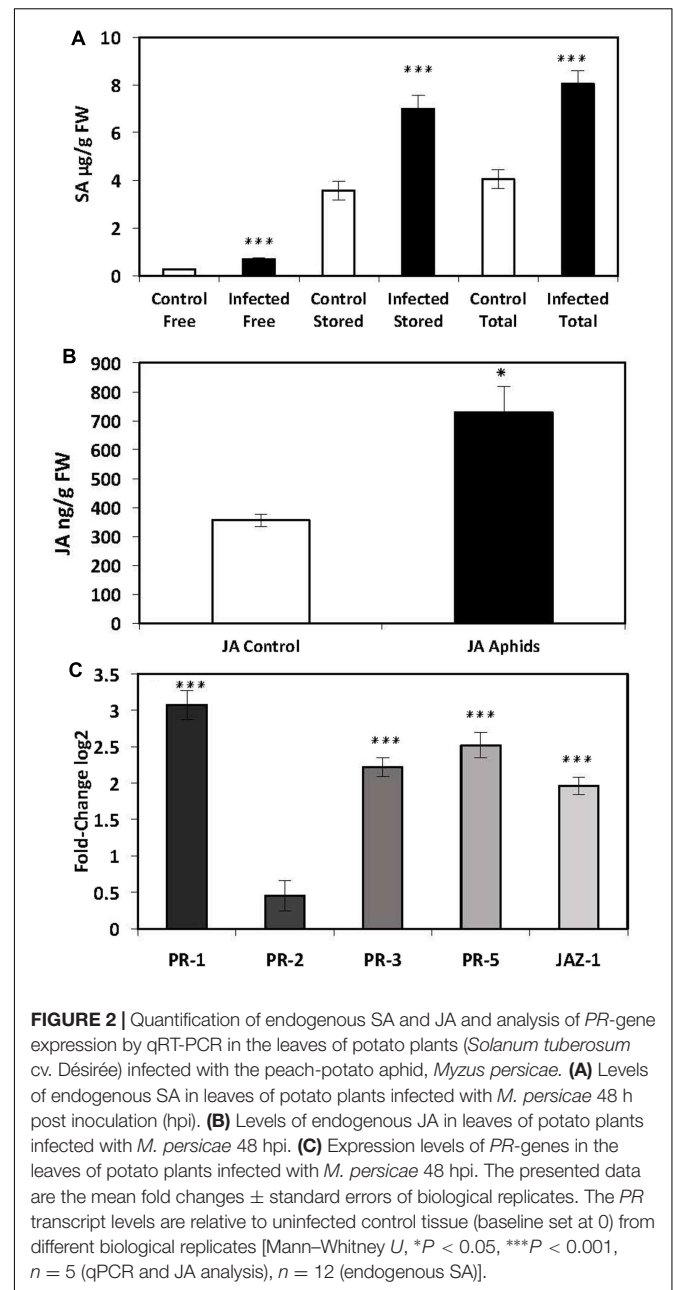 A
10
8
6
4
2
0
SA µg/g FW
***
***
***
Control Free
Infected Free
Control Stored
Infected Stored
Control Total
Infected Total
B
900
800
700
600
500
400
300
200
100
0
JA ng/g FW
*
JA Control
JA Aphids
C
3.5
3
2.5
2
1.5
1
0.5
0
Fold-Change log2
***
***
***
***
PR-1
PR-2
PR-3
PR-5
JAZ-1
FIGURE 2 | Quantification of endogenous SA and JA and analysis of PR-gene
expression by qRT-PCR in the leaves of potato plants (Solanum tuberosum
cv. Désirée) infected with the peach-potato aphid, Myzus persicae. (A) Levels
of endogenous SA in leaves of potato plants infected with M. persicae 48 h
post inoculation (hpi). (B) Levels of endogenous JA in leaves of potato plants
infected with M. persicae 48 hpi. (C) Expression levels of PR-genes in the
leaves of potato plants infected with M. persicae 48 hpi. The presented data
are the mean fold changes ± standard errors of biological replicates. The PR
transcript levels are relative to uninfected control tissue (baseline set at 0) from
different biological replicates [Mann–Whitney U, *P < 0.05, ***P < 0.001,
n = 5 (qPCR and JA analysis), n = 12 (endogenous SA)].